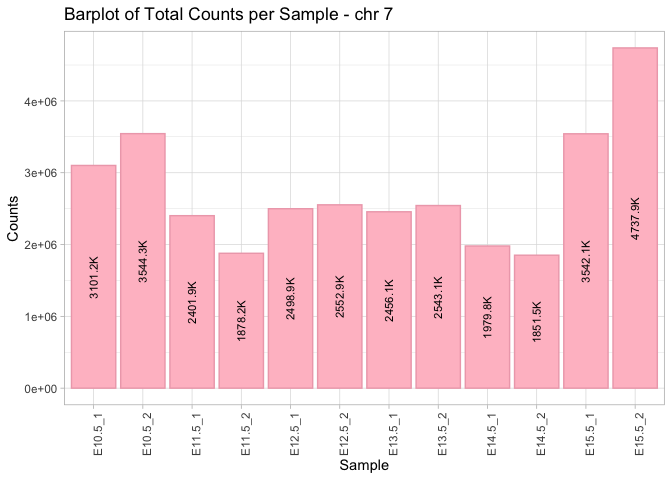 Barplot of Total Counts per Sample - chr 7
Counts
4e+06
3e+06
2e+06
1e+06
0e+00
3101.2K
3544.3K
2401.9K
1878.2K
2498.9K
2552.9K
2456.1K
2543.1K
1979.8K
1851.5K
3542.1K
4737.9K
E10.5_1
E10.5_2
E11.5_1
E11.5_2
E12.5_1
E12.5_2
E13.5_1
E13.5_2
E14.5_1
E14.5_2
E15.5_1
E15.5_2
Sample